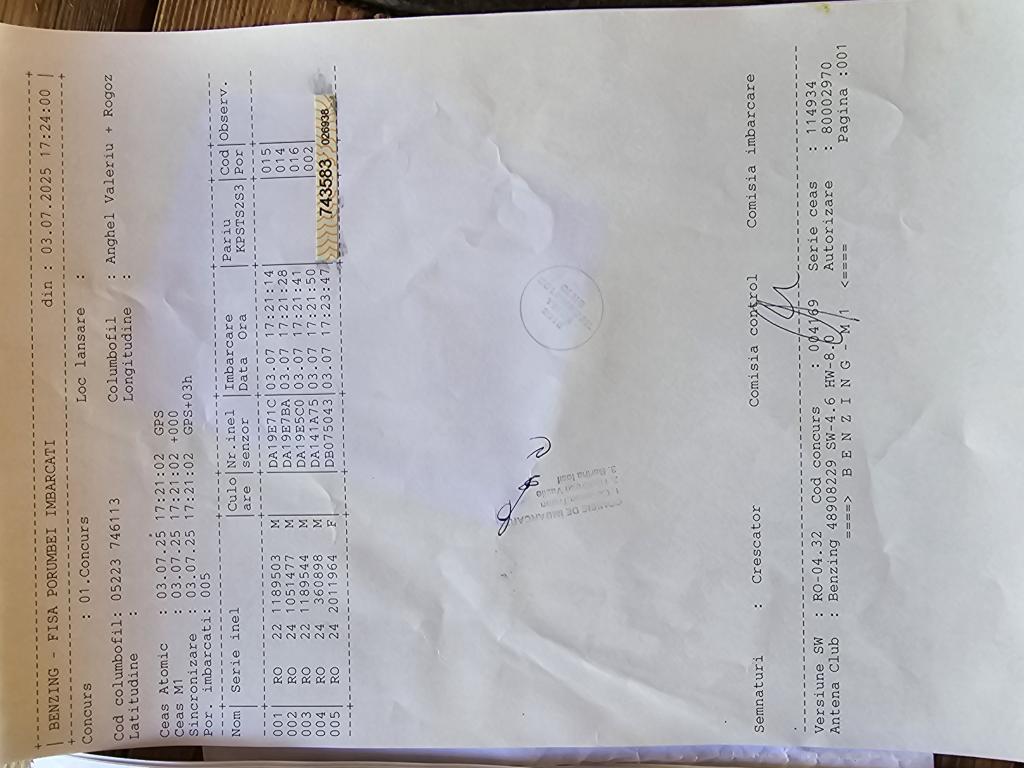 BENZING - FISA PORUMBEI IMBARCATI din : 03.07.2025 17:24:00
Concurs : 01.Concurs Loc lansare :
Cod columbofil: 05223 746113 Columbofil : Anghel Valeriu + Rogoz
Latitudine : Longitudine :
Ceas Atomic : 03.07.25 17:21:02 GPS
Ceas M1 : 03.07.25 17:21:02 +000
Sincronizare : 03.07.25 17:21:02 GPS+03h
Por imbarcati: 005
Nom| Serie inel |Culo|Nr.inel |Imbarcare |Pariu |Cod|Observ.
|are |senzor |Data Ora | KPSTS2S3|Por|
001| RO 22 1189503 M |DA19E71C|03.07 17:21:14| |015|
002| RO 24 1051477 M |DA19E7BA|03.07 17:21:28| |014|
003| RO 22 1189544 M |DA19E5C0|03.07 17:21:41| |016|
004| RO 24 360898 M |DA141A75|03.07 17:21:50| |002|
005| RO 24 2011964 F |DB075043|03.07 17:23:47|
743583 026938
3. Barina Iosif
Semnaturi : Crescator Comisia control Comisia imbarcare
Versiune SW : RO-04.32 Cod concurs : 004169 Serie ceas : 114934
Antena Club : Benzing 48908229 SW-4.6 HW-8.0 Autorizare : 80002970
====> B E N Z I N G - M 1 <==== Pagina :001